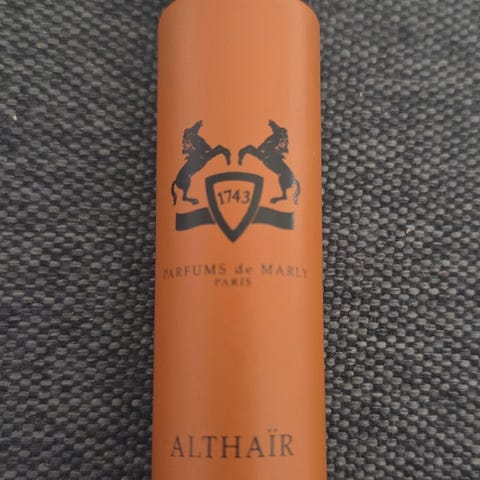 1743
PARFUMS de MARLY
PARIS
ALTHAÏR